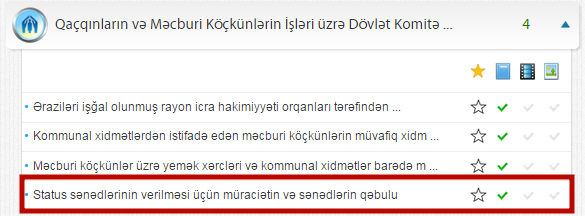 Qaçqınların və Məcburi Köçkünlərin İşləri üzrə Dövlət Komitə ... 4
Əraziləri işğal olunmuş rayon icra hakimiyyəti orqanları tərəfindən ...
Kommunal xidmətlərdən istifadə edən məcburi köçkünlərin müvafiq xidm ...
Məcburi köçkünlər üzrə yemək xərcləri və kommunal xidmətlər barədə m ...
Status sənədlərinin verilməsi üçün müraciətin və sənədlərin qəbulu